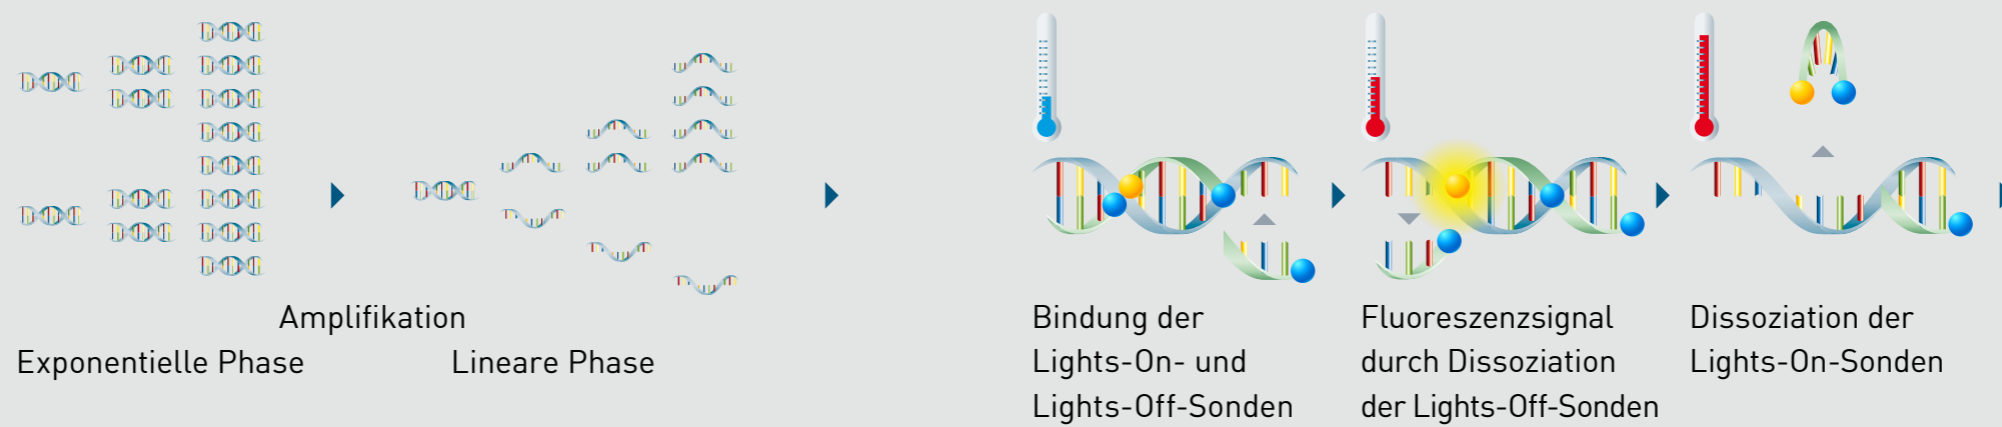 Amplifikation
Exponentielle Phase
Lineare Phase
Bindung der
Lights-On- und
Lights-Off-Sonden
Fluoreszenzsignal
durch Dissoziation
der Lights-Off-Sonden
Dissoziation der
Lights-On-Sonden